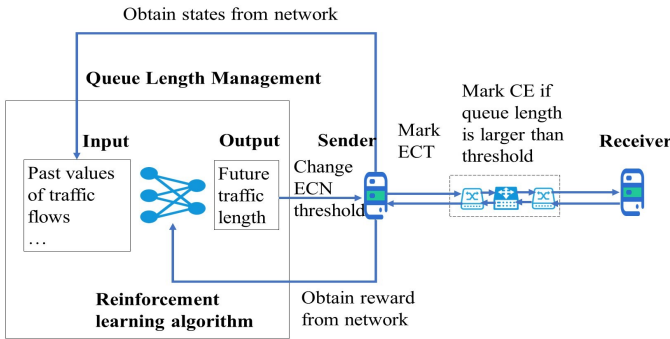 Obtain states from network
Queue Length Management
Input
Past values
of traffic
flows
…
Output
Future
traffic
length
Reinforcement
learning algorithm
Sender
Change
ECN
threshold
Obtain reward
from network
Mark
ECT
Mark CE if
queue length
is larger than
threshold
Receiver